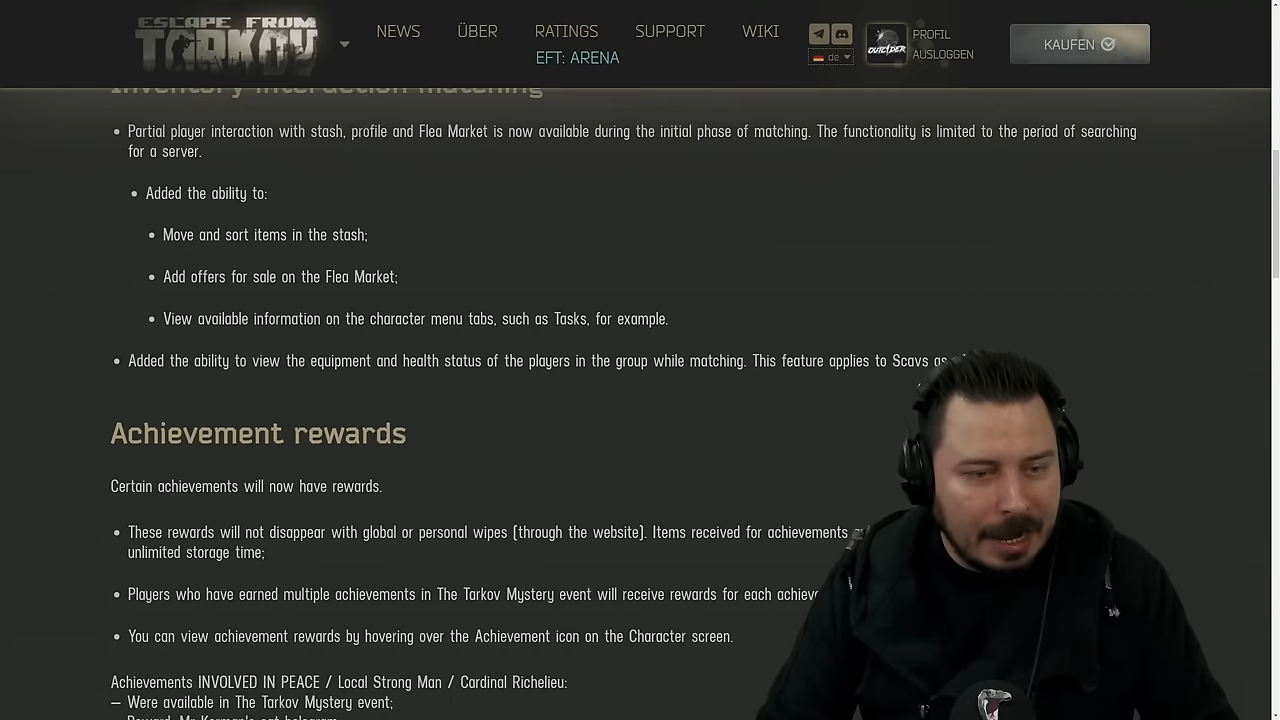 ESCAPE FROM
TARKOV
NEWS
ÜBER
RATINGS
SUPPORT
WIKI
EFT: ARENA
de
OUTCIDER
PROFIL
AUSLOGGEN
KAUFEN
Inventory interaction matching
• Partial player interaction with stash, profile and Flea Market is now available during the initial phase of matching. The functionality is limited to the period of searching
for a server.
• Added the ability to:
• Move and sort items in the stash;
• Add offers for sale on the Flea Market;
• View available information on the character menu tabs, such as Tasks, for example.
• Added the ability to view the equipment and health status of the players in the group while matching. This feature applies to Scavs as
Achievement rewards
Certain achievements will now have rewards.
• These rewards will not disappear with global or personal wipes (through the website). Items received for achievements
unlimited storage time;
• Players who have earned multiple achievements in The Tarkov Mystery event will receive rewards for each
• You can view achievement rewards by hovering over the Achievement icon on the Character screen.
Achievements INVOLVED IN PEACE / Local Strong Man / Cardinal Richelieu:
– Were available in The Tarkov Mystery event;